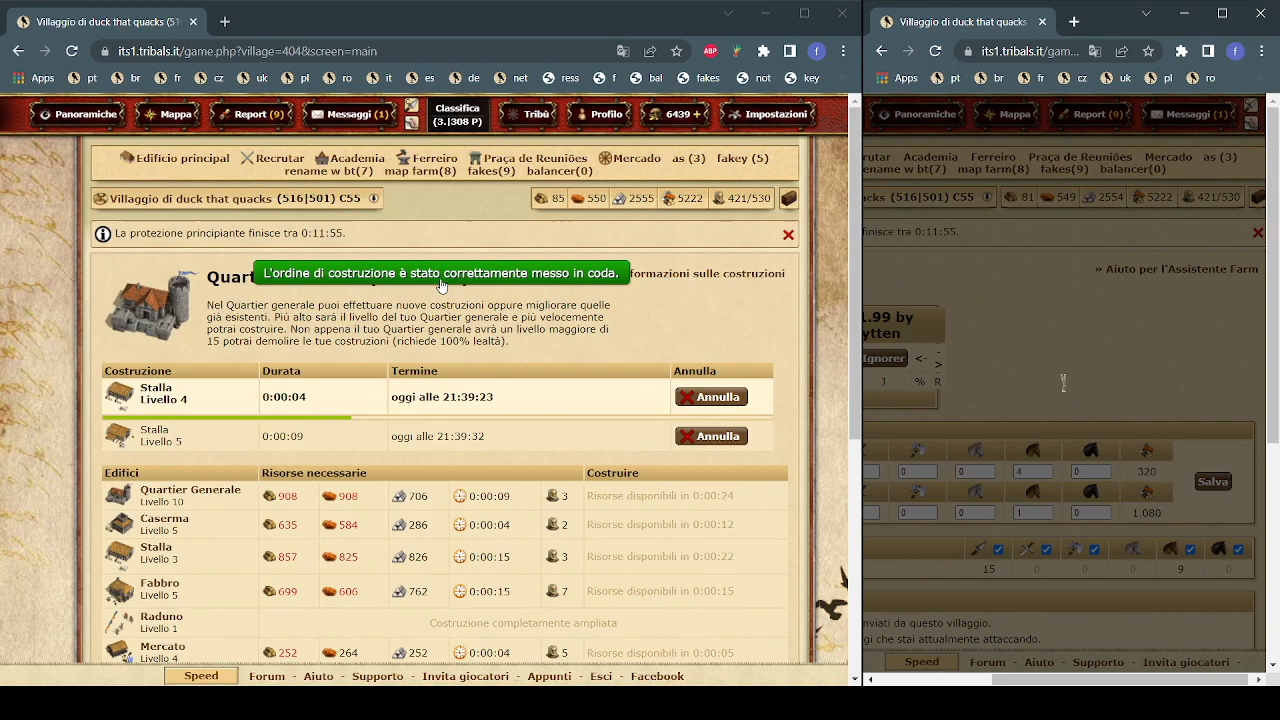 Villaggio di duck that quacks (51
its1.tribals.it/game.php?village=404&screen=main
ABP
f
Apps pt br fr cz uk pl ro it es de net ress f bal fakes not key
Panoramiche Mappa Report (9) Messaggi (1) Classifica (3.|308 P) Tribù Profilo 6439 + Impostazioni
Edificio principal Recrutar Academia Ferreiro Praça de Reuniões Mercado as (3) fakey (5)
rename w bt(7) map farm(8) fakes(9) balancer(0)
Villaggio di duck that quacks (516|501) C55 85 550 2555 5222 421/530
La protezione principiante finisce tra 0:11:55.
L'ordine di costruzione è stato correttamente messo in coda.
Quart
formazioni sulle costruzioni
Nel Quartier generale puoi effettuare nuove costruzioni oppure migliorare quelle
già esistenti. Più alto sarà il livello del tuo Quartier generale e più velocemente
potrai costruire. Non appena il tuo Quartier generale avrà un livello maggiore di
15 potrai demolire le tue costruzioni (richiede 100% lealtà).
Costruzione Durata Termine Annulla
Stalla
Livello 4 0:00:04 oggi alle 21:39:23 Annulla
Stalla
Livello 5 0:00:09 oggi alle 21:39:32 Annulla
Edifici Risorse necessarie Costruire
Quartier Generale
Livello 10 908 908 706 0:00:09 3 Risorse disponibili in 0:00:24
Caserma
Livello 5 635 584 286 0:00:04 2 Risorse disponibili in 0:00:12
Stalla
Livello 3 857 825 826 0:00:15 3 Risorse disponibili in 0:00:22
Fabbro
Livello 5 699 606 762 0:00:15 7 Risorse disponibili in 0:00:15
Raduno
Livello 1 Costruzione completamente ampliata
Mercato
Livello 4 252 264 252 0:00:04 5 Risorse disponibili in 0:00:05
Speed Forum - Aiuto - Supporto - Invita giocatori - Appunti - Esci - Facebook
Villaggio di duck that quacks (5
its1.tribals.it/gam...
f
Apps pt br fr cz uk pl ro
Panoramiche Mappa Report (9) Messaggi (1)
rutar Academia Ferreiro Praça de Reuniões Mercado as (3)
ename w bt(7) map farm(8) fakes(9) balancer(0)
acks (516|501) C55 81 549 2554 5222 421/530
finisce tra 0:11:55.
» Aiuto per l'Assistente Farm
1.99 by
ytten
Ignorer <- ->
J % R
0 0 4 0 320
Salva
0 0 1 0 1.080
15 0 0 0 9 0
nviati da questo villaggio.
gi che stai attualmente attaccando.
Speed Forum - Aiuto - Supporto - Invita giocatori -